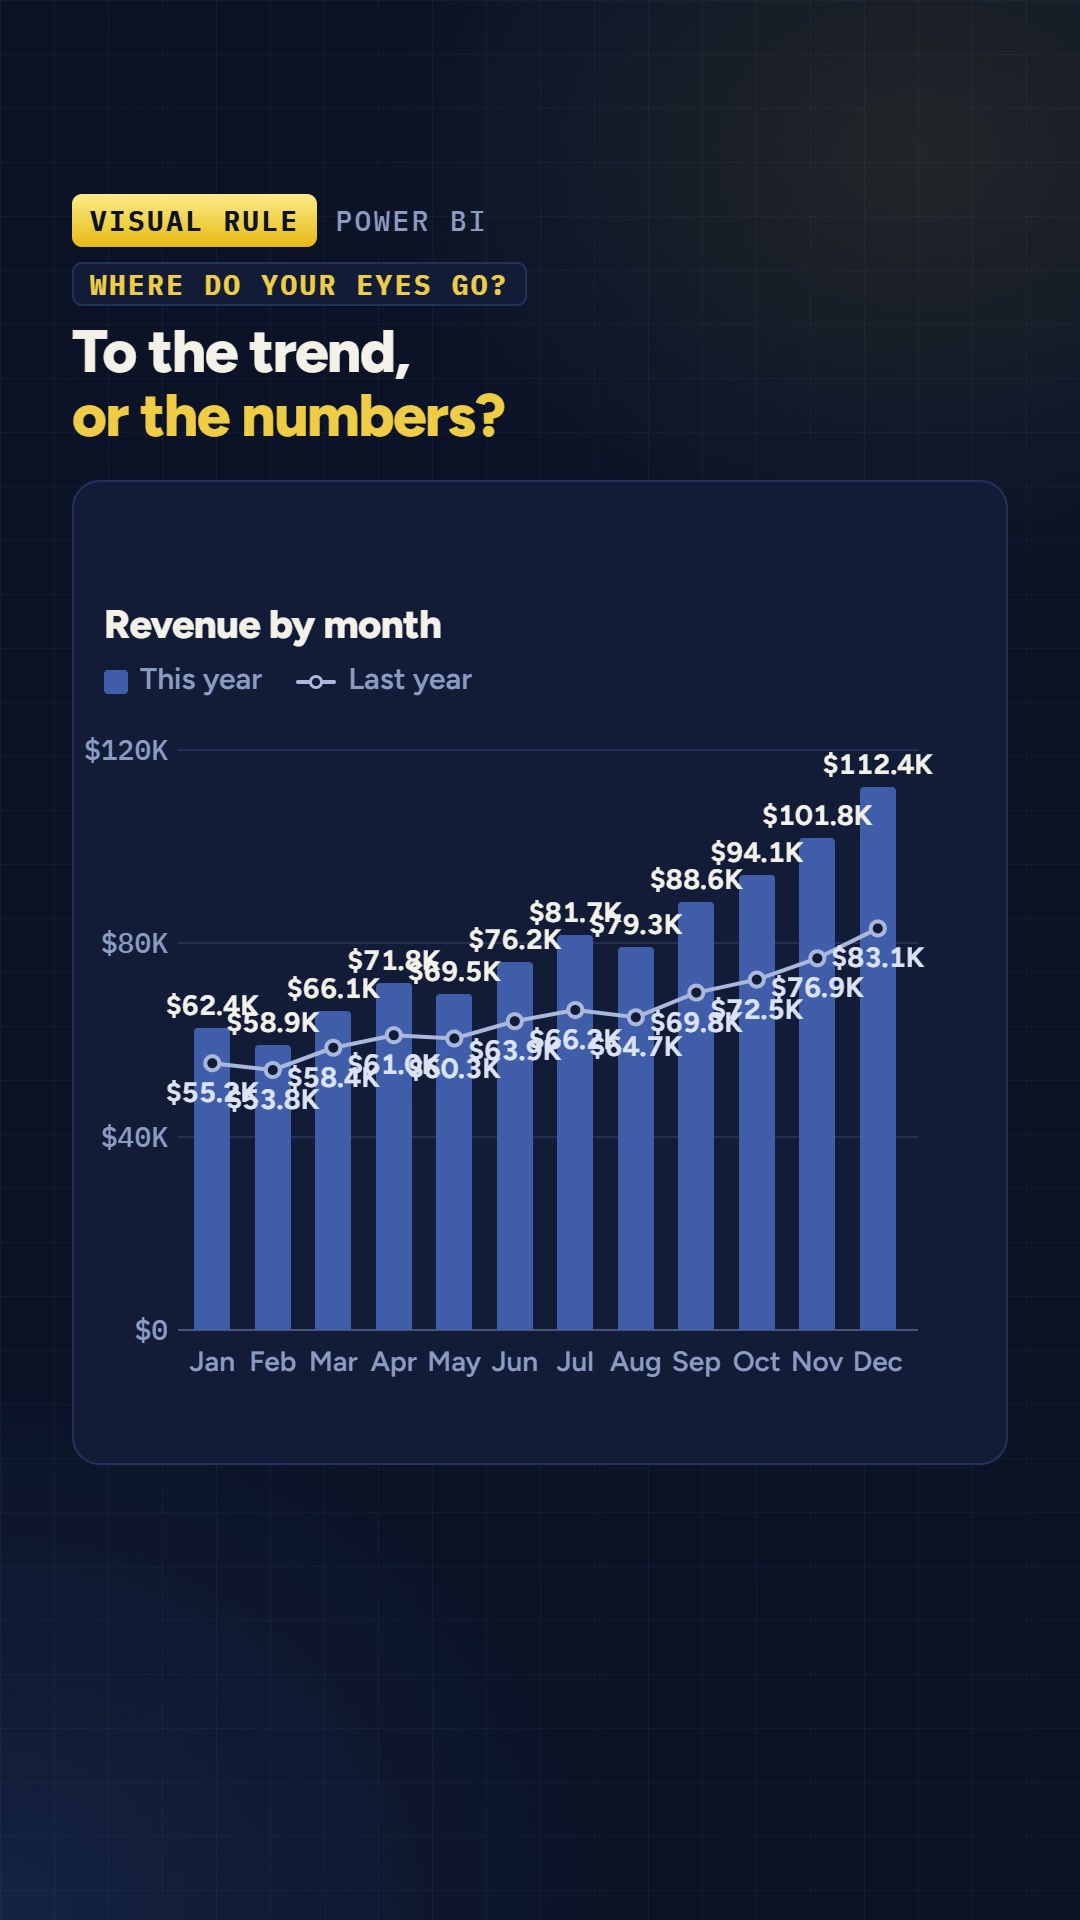 VISUAL RULE POWER BI
WHERE DO YOUR EYES GO?
To the trend,
or the numbers?
Revenue by month
This year Last year
$120K
$112.4K
$101.8K
$94.1K
$88.6K
$81.7K
$79.3K
$80K
$76.2K
$71.8K
$69.5K
$66.1K
$62.4K
$58.9K
$83.1K
$76.9K
$72.5K
$69.8K
$66.2K
$64.7K
$63.9K
$61.0K
$60.3K
$58.4K
$55.2K
$53.8K
$40K
$0
Jan Feb Mar Apr May Jun Jul Aug Sep Oct Nov Dec